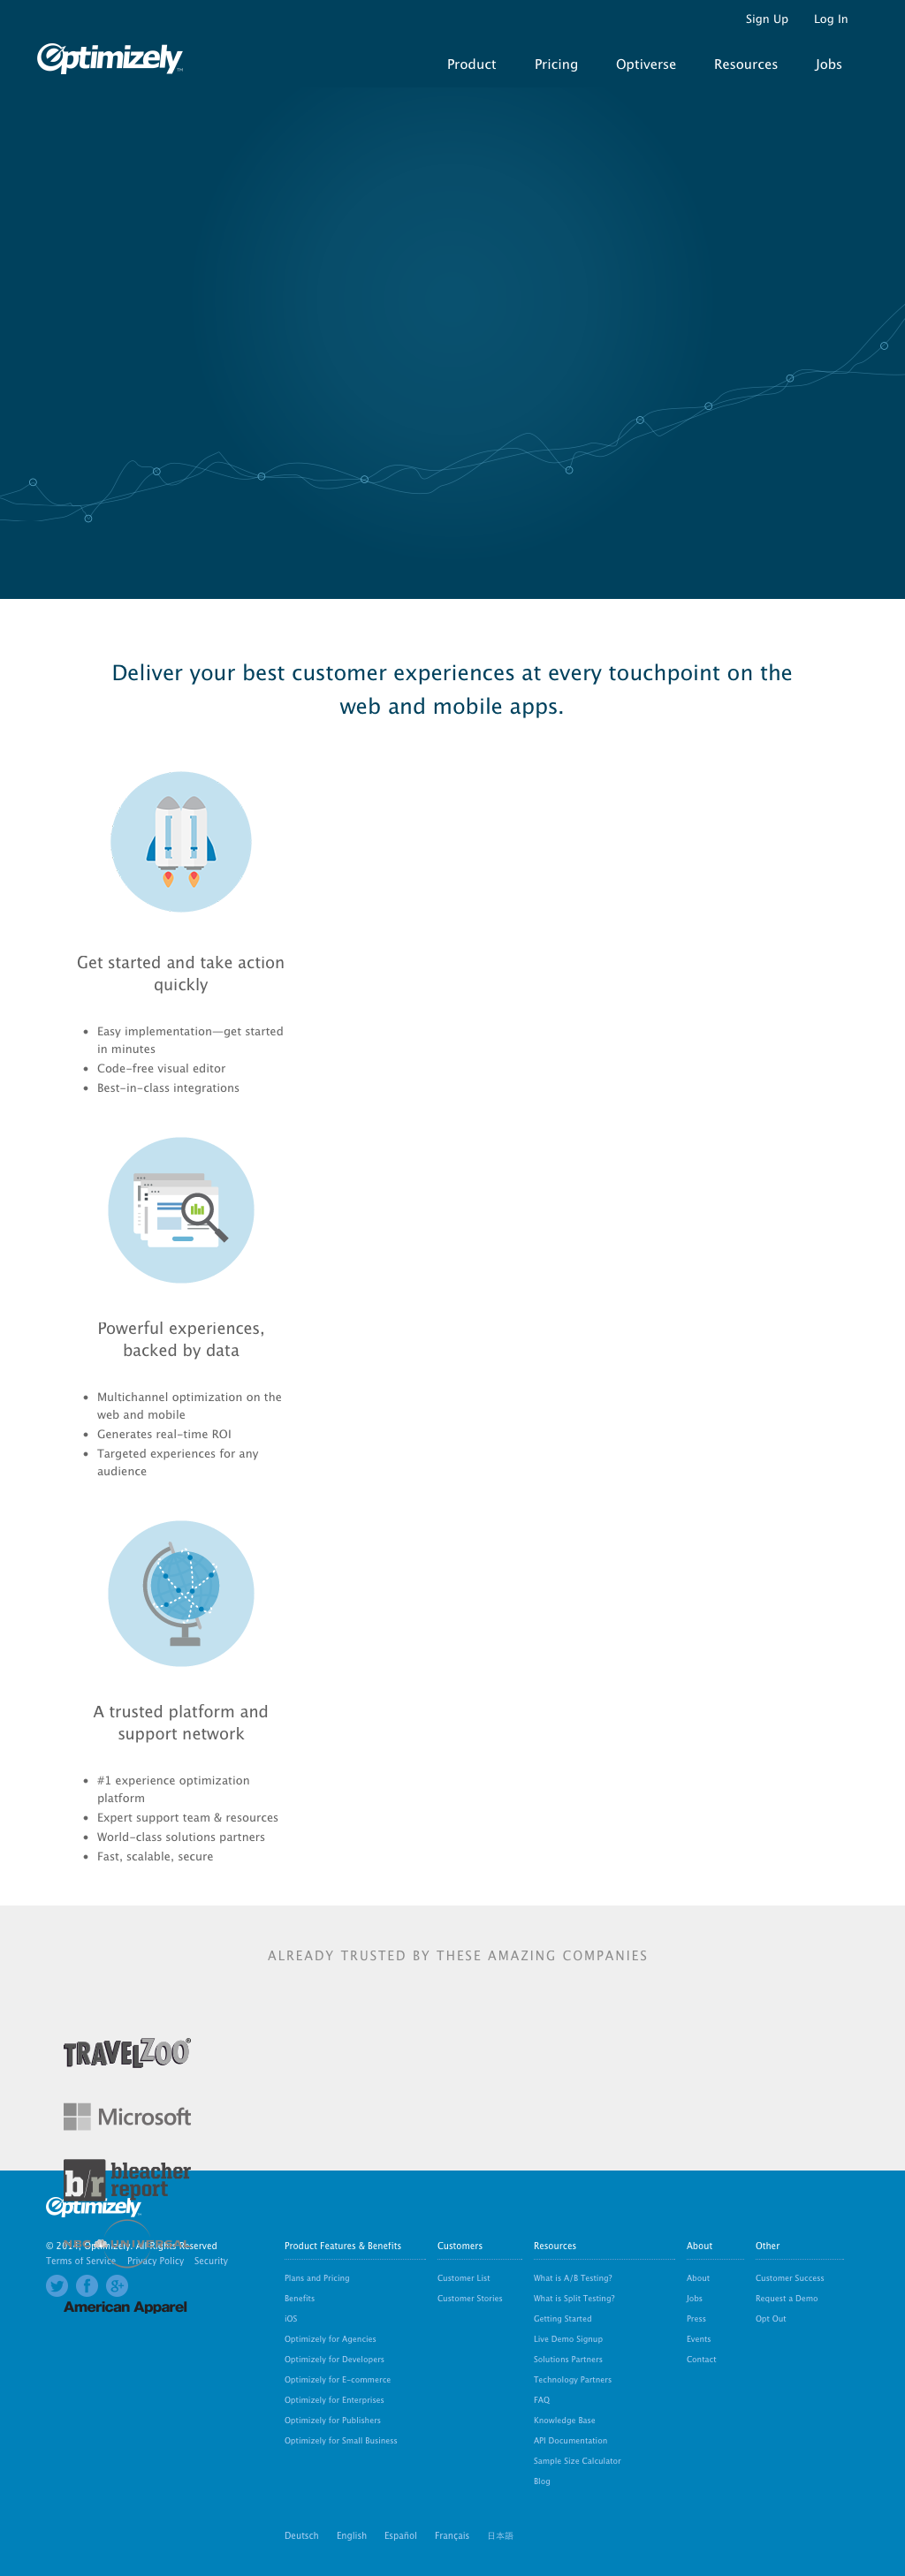 Sign Up Log In
Optimizely
Product Pricing Optiverse Resources Jobs
Deliver your best customer experiences at every touchpoint on the
web and mobile apps.
Get started and take action
quickly
• Easy implementation—get started
in minutes
• Code-free visual editor
• Best-in-class integrations
Powerful experiences,
backed by data
• Multichannel optimization on the
web and mobile
• Generates real-time ROI
• Targeted experiences for any
audience
A trusted platform and
support network
• #1 experience optimization
platform
• Expert support team & resources
• World-class solutions partners
• Fast, scalable, secure
ALREADY TRUSTED BY THESE AMAZING COMPANIES
TRAVELZOO
Microsoft
b/r bleacher
report
Optimizely
© 2014, Optimizely. All Rights Reserved
Terms of Service Privacy Policy Security
American Apparel
Product Features & Benefits
Plans and Pricing
Benefits
iOS
Optimizely for Agencies
Optimizely for Developers
Optimizely for E-commerce
Optimizely for Enterprises
Optimizely for Publishers
Optimizely for Small Business
Customers
Customer List
Customer Stories
Resources
What is A/B Testing?
What is Split Testing?
Getting Started
Live Demo Signup
Solutions Partners
Technology Partners
FAQ
Knowledge Base
API Documentation
Sample Size Calculator
Blog
About
About
Jobs
Press
Events
Contact
Other
Customer Success
Request a Demo
Opt Out
Deutsch English Español Français 日本語